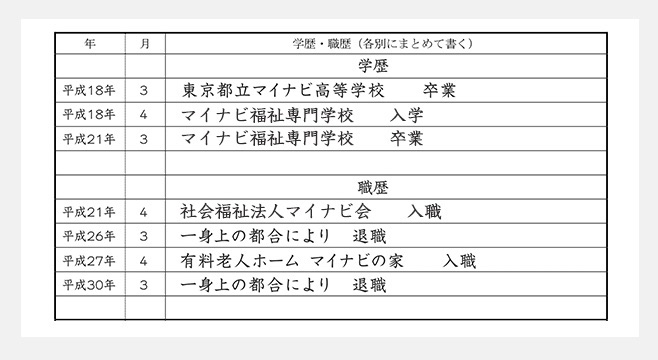 年 月 学歴・職歴（各別にまとめて書く）
学歴
平成18年 3 東京都立マイナビ高等学校 卒業
平成18年 4 マイナビ福祉専門学校 入学
平成21年 3 マイナビ福祉専門学校 卒業
職歴
平成21年 4 社会福祉法人マイナビ会 入職
平成26年 3 一身上の都合により 退職
平成27年 4 有料老人ホーム マイナビの家 入職
平成30年 3 一身上の都合により 退職